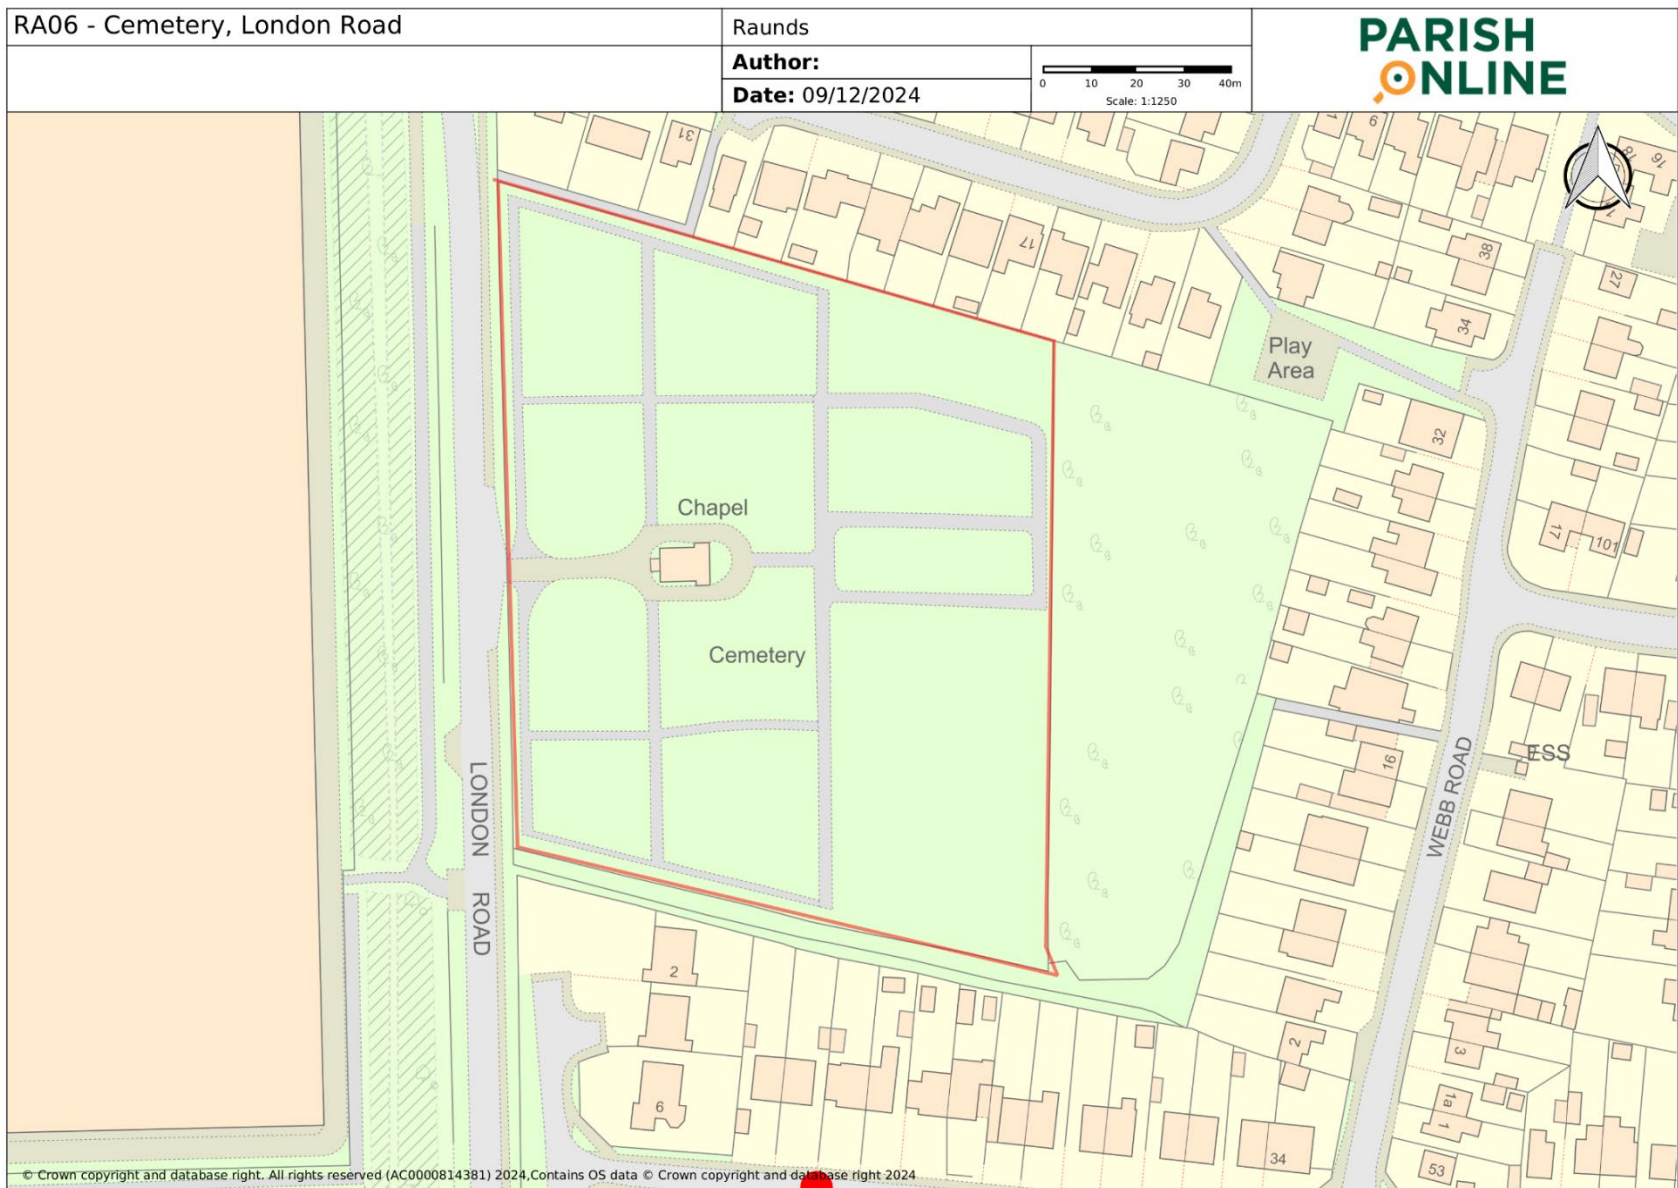 RA06 - Cemetery, London Road
Raunds
Author:
Date: 09/12/2024
0 10 20 30 40m
Scale: 1:1250
PARISH
ONLINE
31
9
18
16
17
38
27
34
Play
Area
32
17
101
Chapel
Cemetery
LONDON ROAD
WEBB ROAD
ESS
16
2
2
3
6
1a
1
34
53
© Crown copyright and database right. All rights reserved (AC0000814381) 2024,Contains OS data © Crown copyright and database right 2024